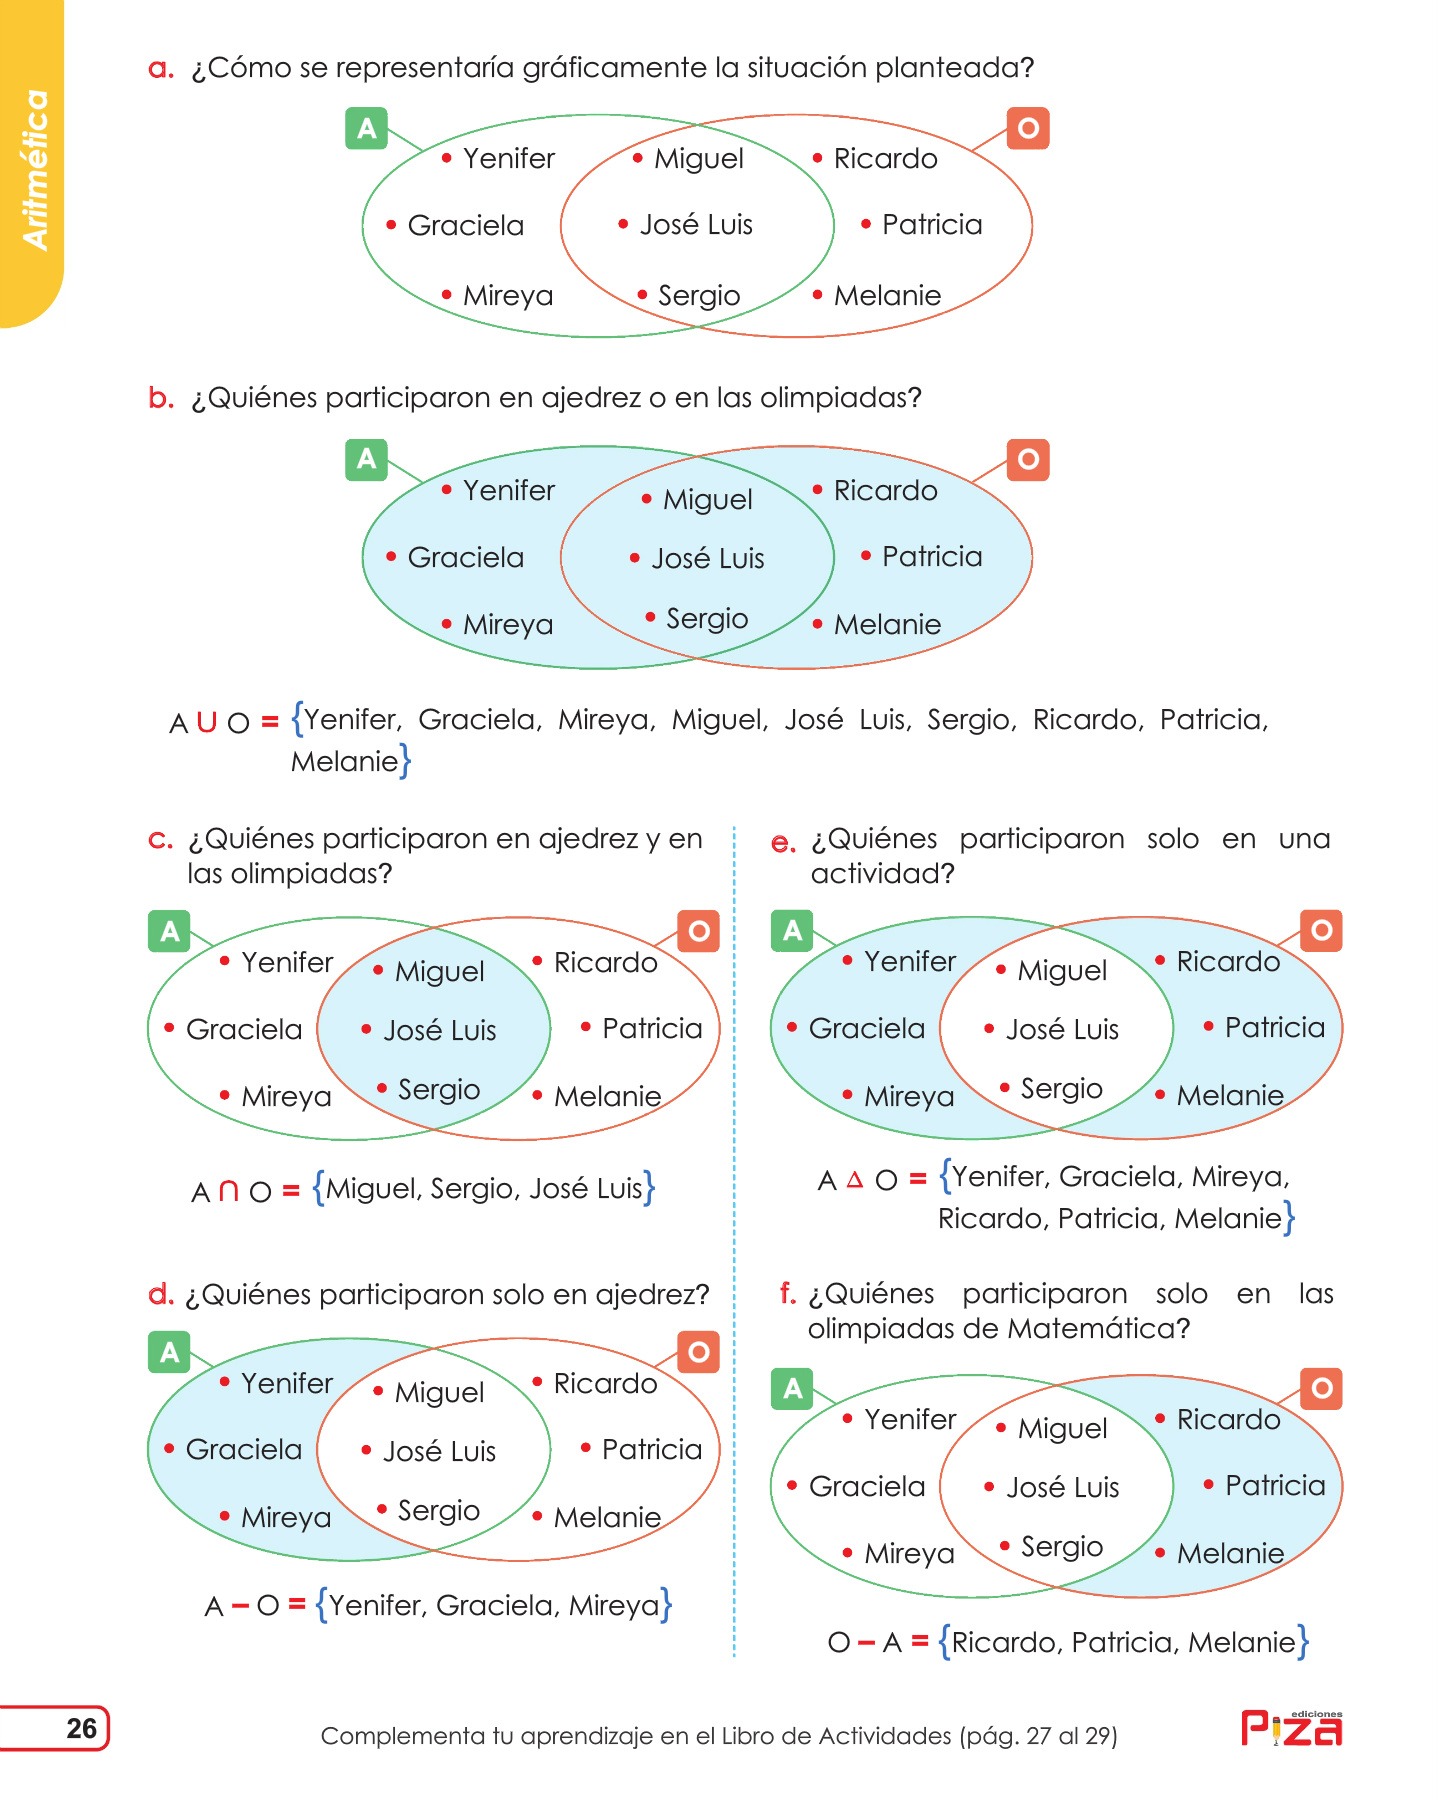 Aritmética
a. ¿Cómo se representaría gráficamente la situación planteada?
A
O
• Yenifer • Miguel • Ricardo
• Graciela • José Luis • Patricia
• Mireya • Sergio • Melanie
b. ¿Quiénes participaron en ajedrez o en las olimpiadas?
A
O
• Yenifer • Miguel • Ricardo
• Graciela • José Luis • Patricia
• Mireya • Sergio • Melanie
A ∪ O = {Yenifer, Graciela, Mireya, Miguel, José Luis, Sergio, Ricardo, Patricia,
Melanie}
c. ¿Quiénes participaron en ajedrez y en
las olimpiadas?
A
O
• Yenifer • Miguel • Ricardo
• Graciela • José Luis • Patricia
• Mireya • Sergio • Melanie
A ∩ O = {Miguel, Sergio, José Luis}
d. ¿Quiénes participaron solo en ajedrez?
A
O
• Yenifer • Miguel • Ricardo
• Graciela • José Luis • Patricia
• Mireya • Sergio • Melanie
A – O = {Yenifer, Graciela, Mireya}
e. ¿Quiénes participaron solo en una
actividad?
A
O
• Yenifer • Miguel • Ricardo
• Graciela • José Luis • Patricia
• Mireya • Sergio • Melanie
A Δ O = {Yenifer, Graciela, Mireya,
Ricardo, Patricia, Melanie}
f. ¿Quiénes participaron solo en las
olimpiadas de Matemática?
A
O
• Yenifer • Miguel • Ricardo
• Graciela • José Luis • Patricia
• Mireya • Sergio • Melanie
O – A = {Ricardo, Patricia, Melanie}
26
Complementa tu aprendizaje en el Libro de Actividades (pág. 27 al 29)
ediciones
Piza